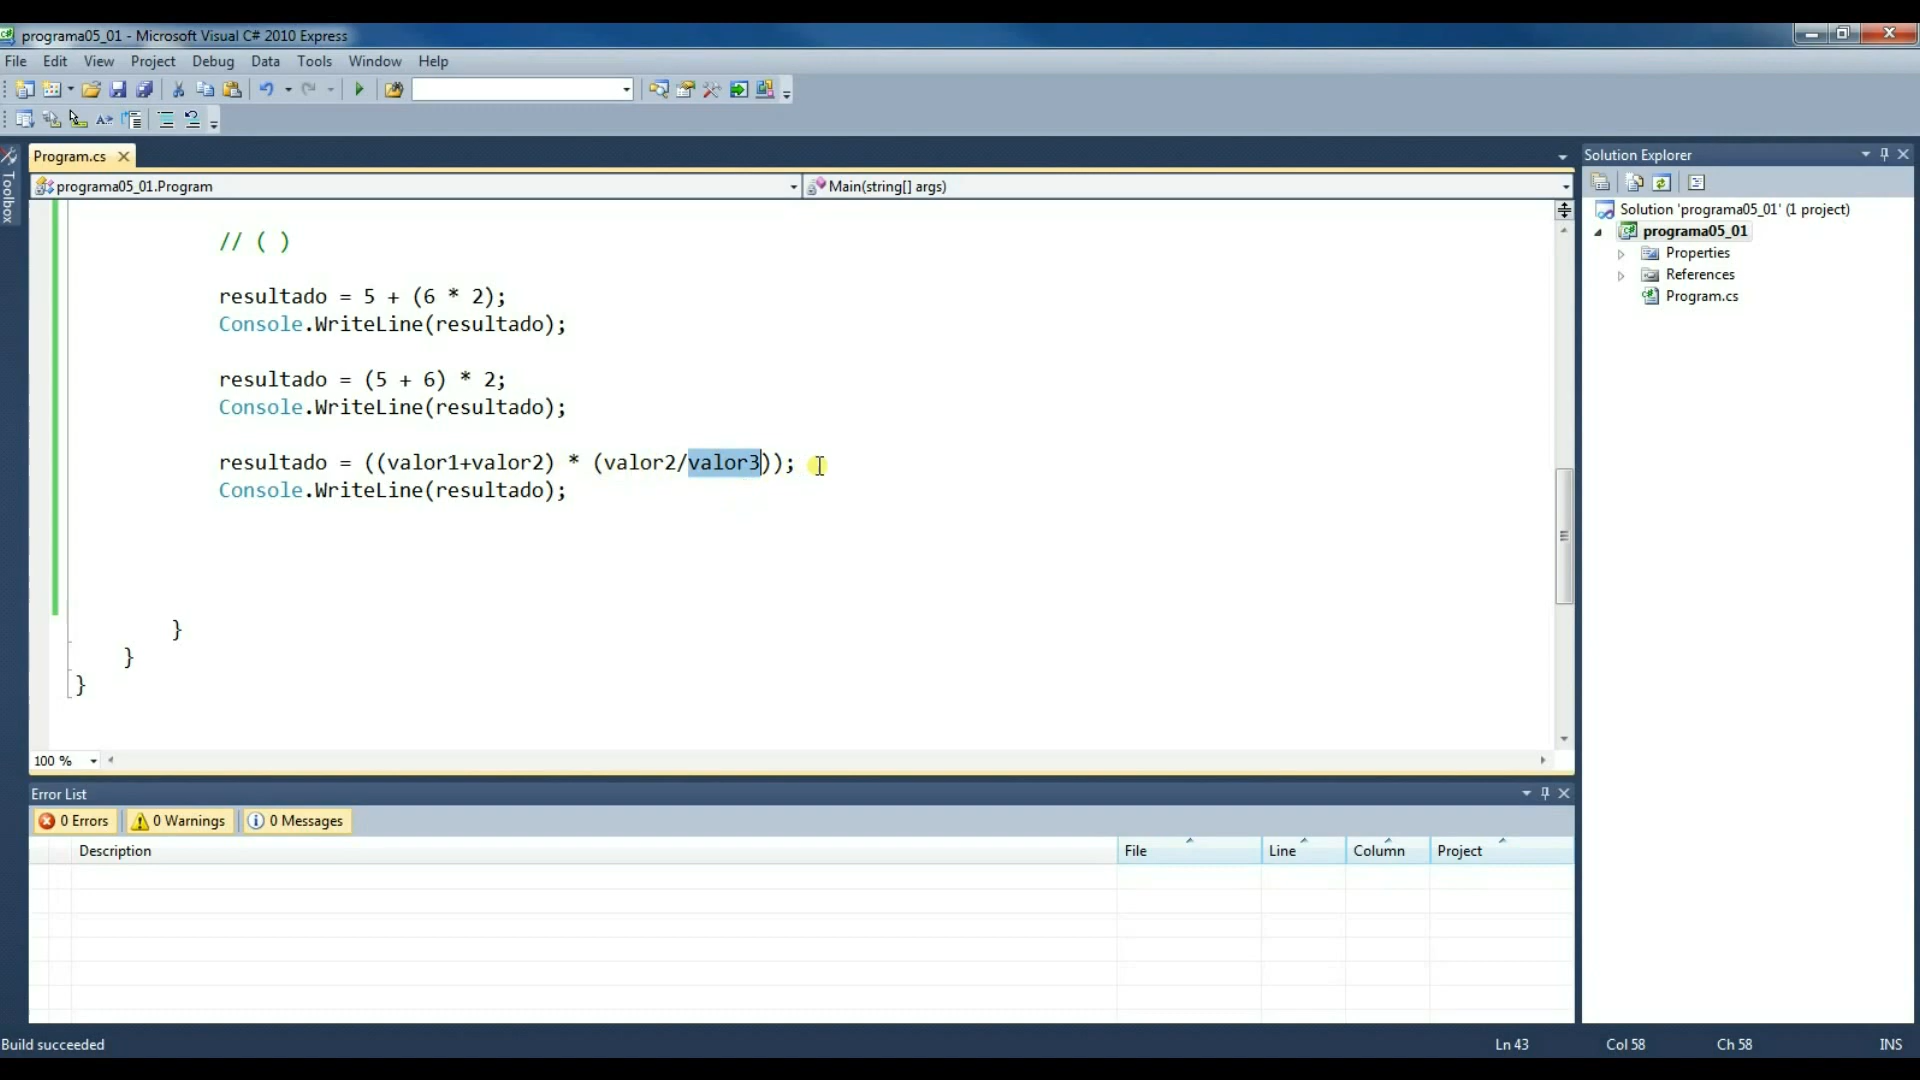 programa05_01 - Microsoft Visual C# 2010 Express
File Edit View Project Debug Data Tools Window Help
Program.cs
Solution Explorer
Toolbox
programa05_01.Program
Main(string[] args)
Solution 'programa05_01' (1 project)
programa05_01
Properties
References
Program.cs
// ( )
resultado = 5 + (6 * 2);
Console.WriteLine(resultado);
resultado = (5 + 6) * 2;
Console.WriteLine(resultado);
resultado = ((valor1+valor2) * (valor2/valor3));
Console.WriteLine(resultado);
}
}
}
100 %
Error List
0 Errors 0 Warnings 0 Messages
Description File Line Column Project
Build succeeded Ln 43 Col 58 Ch 58 INS